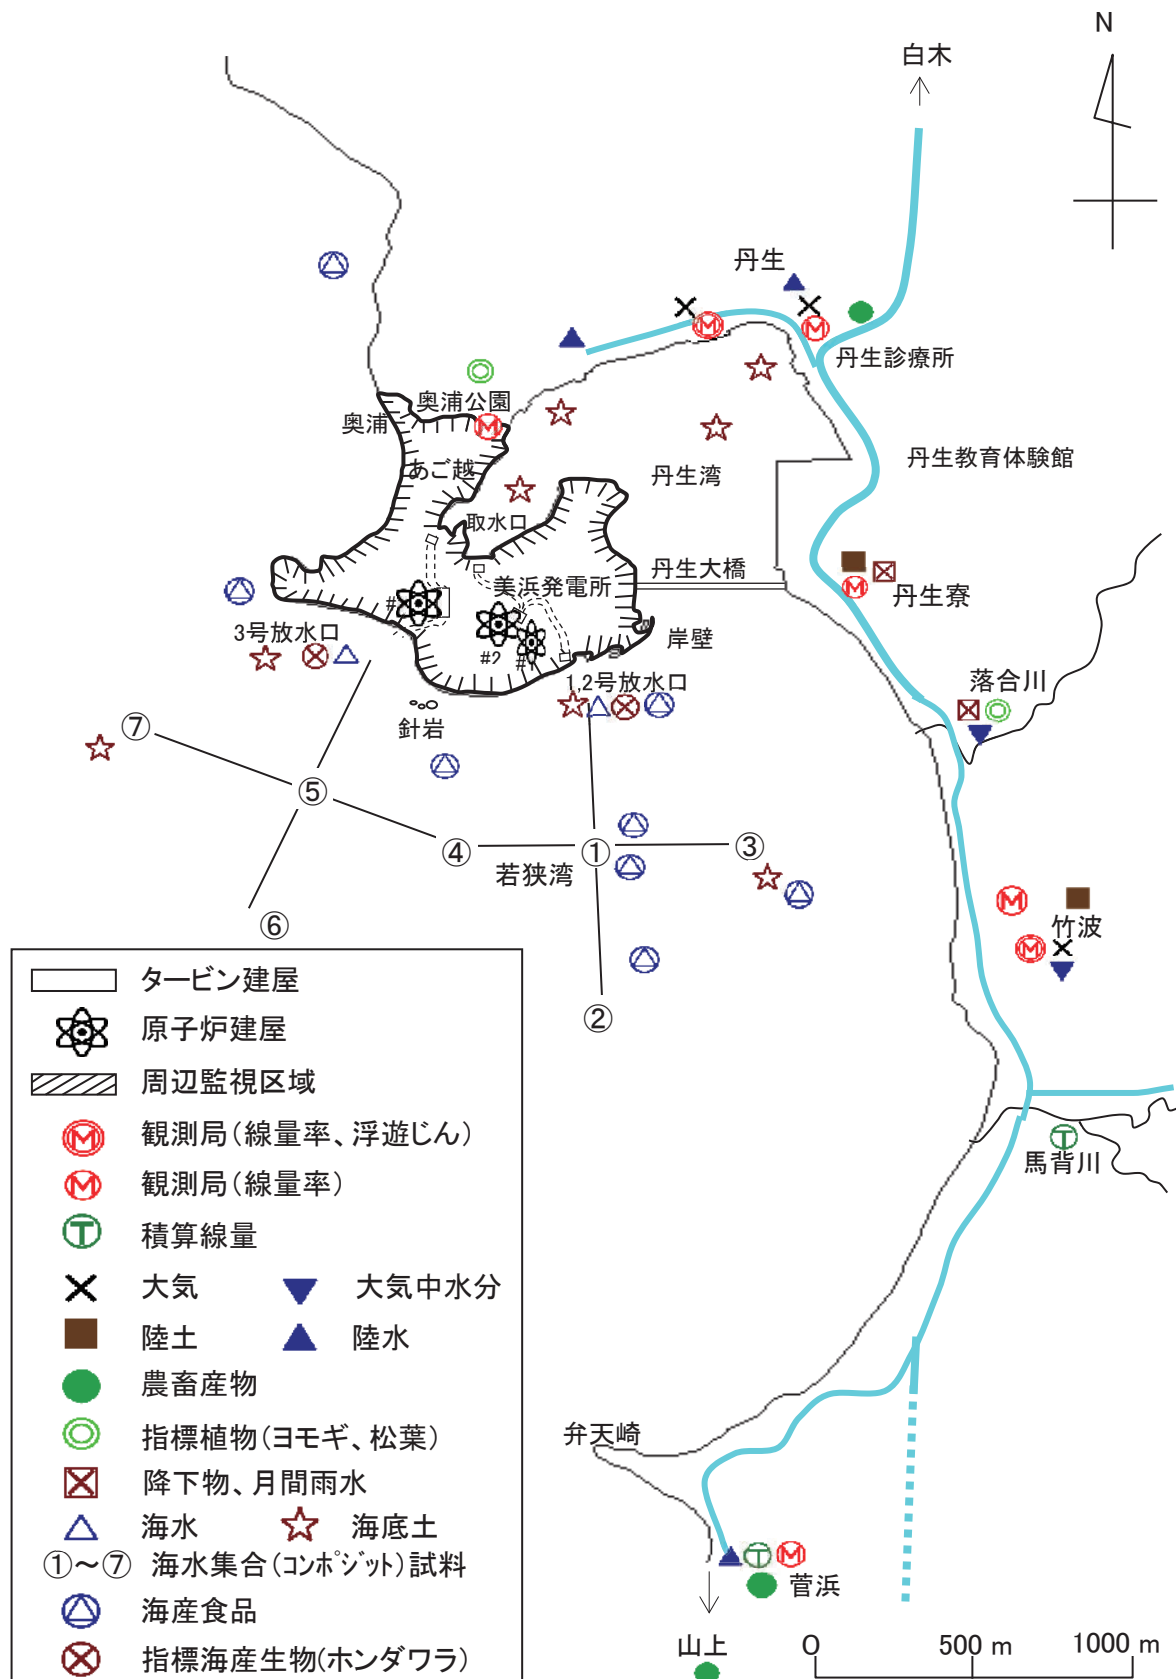 N
白木
丹生
丹生診療所
奥浦公園
奥浦
あご越
丹生湾
丹生教育体験館
取水口
美浜発電所
丹生大橋
丹生寮
#2
3号放水口
岸壁
1,2号放水口
落合川
針岩
⑦
⑤
④
①
③
若狭湾
⑥
②
竹波
馬背川
タービン建屋
原子炉建屋
周辺監視区域
Ⓜ 観測局(線量率、浮遊じん)
Ⓜ 観測局(線量率)
Ⓣ 積算線量
大気 大気中水分
陸土 陸水
農畜産物
指標植物(ヨモギ、松葉)
降下物、月間雨水
海水 海底土
①~⑦ 海水集合(コンポジット)試料
海産食品
指標海産生物(ホンダワラ)
弁天崎
菅浜
山上
0 500 m 1000 m